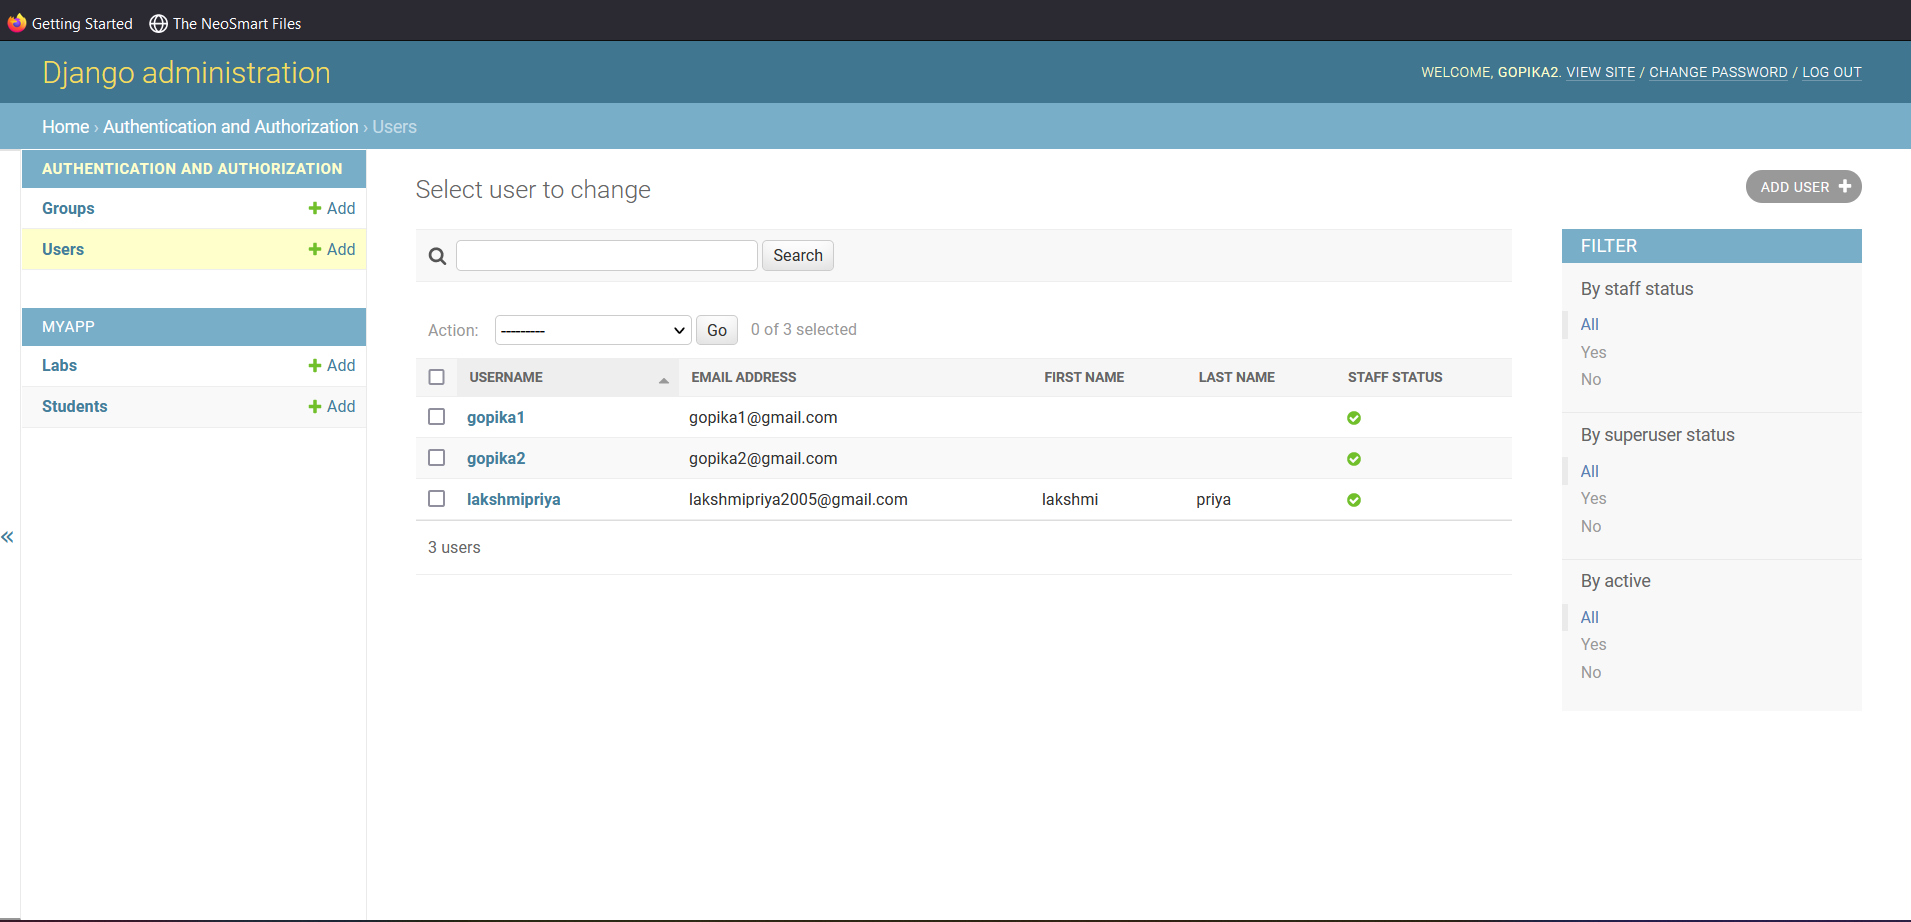 Getting Started The NeoSmart Files
Django administration
WELCOME, GOPIKA2. VIEW SITE / CHANGE PASSWORD / LOG OUT
Home › Authentication and Authorization › Users
AUTHENTICATION AND AUTHORIZATION
Groups + Add
Users + Add
MYAPP
Labs + Add
Students + Add
«
Select user to change
ADD USER +
Search
Action: --------- Go 0 of 3 selected
USERNAME EMAIL ADDRESS FIRST NAME LAST NAME STAFF STATUS
gopika1 gopika1@gmail.com
gopika2 gopika2@gmail.com
lakshmipriya lakshmipriya2005@gmail.com lakshmi priya
3 users
FILTER
By staff status
All
Yes
No
By superuser status
All
Yes
No
By active
All
Yes
No